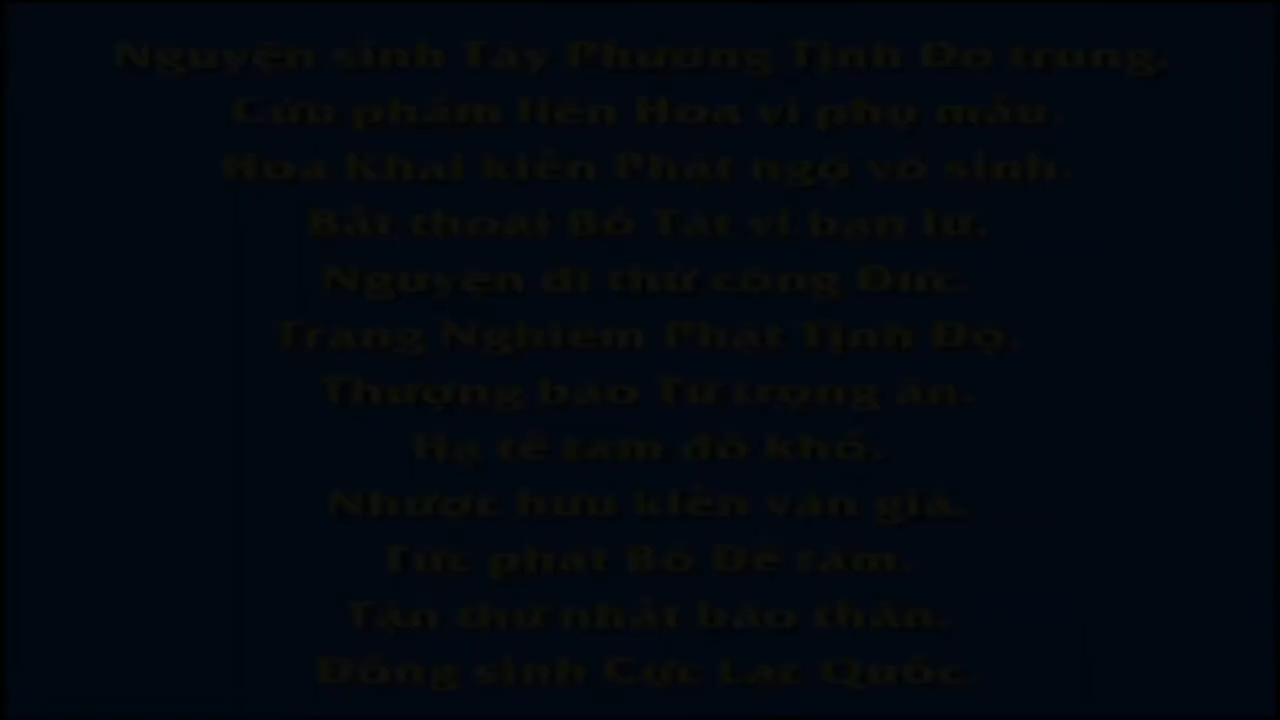 Nguyện sinh Tây Phương Tịnh Độ trung,
Cửu phẩm liên Hoa vi phụ mẫu.
Hoa Khai kiến Phật ngộ vô sinh.
Bất thoái Bồ Tát vi bạn lữ.
Nguyện dĩ thử công Đức.
Trang Nghiêm Phật Tịnh Độ.
Thượng báo Tứ trọng ân.
Hạ tế tam đồ khổ.
Nhược hữu kiến văn giả.
Tức phát Bồ Đề tâm.
Tận thử nhất báo thân.
Đồng sinh Cực Lạc Quốc.